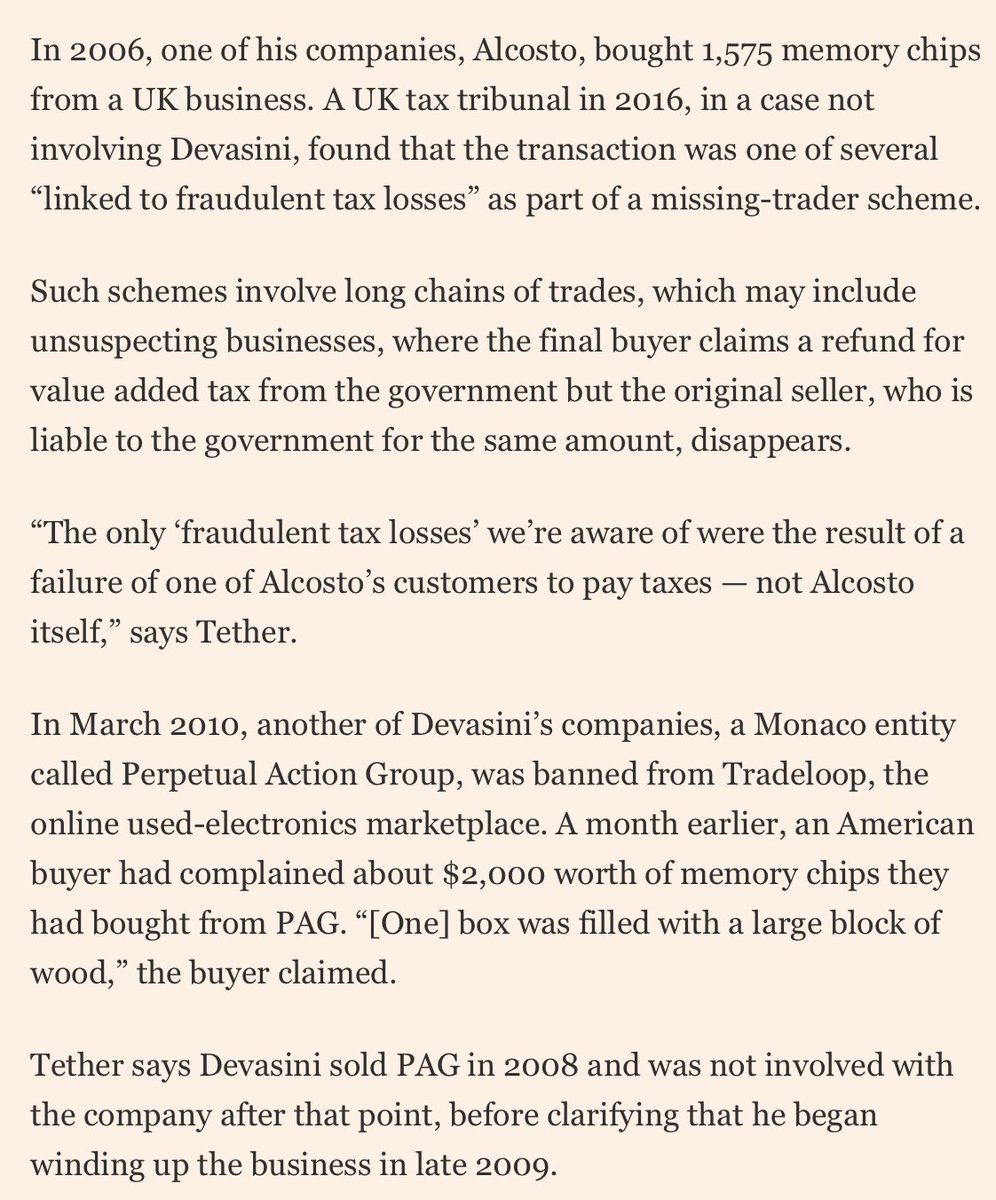 In 2006, one of his companies, Alcosto, bought 1,575 memory chips
from a UK business. A UK tax tribunal in 2016, in a case not
involving Devasini, found that the transaction was one of several
“linked to fraudulent tax losses” as part of a missing-trader scheme.
Such schemes involve long chains of trades, which may include
unsuspecting businesses, where the final buyer claims a refund for
value added tax from the government but the original seller, who is
liable to the government for the same amount, disappears.
“The only ‘fraudulent tax losses’ we’re aware of were the result of a
failure of one of Alcosto’s customers to pay taxes — not Alcosto
itself,” says Tether.
In March 2010, another of Devasini’s companies, a Monaco entity
called Perpetual Action Group, was banned from Tradeloop, the
online used-electronics marketplace. A month earlier, an American
buyer had complained about $2,000 worth of memory chips they
had bought from PAG. “[One] box was filled with a large block of
wood,” the buyer claimed.
Tether says Devasini sold PAG in 2008 and was not involved with
the company after that point, before clarifying that he began
winding up the business in late 2009.